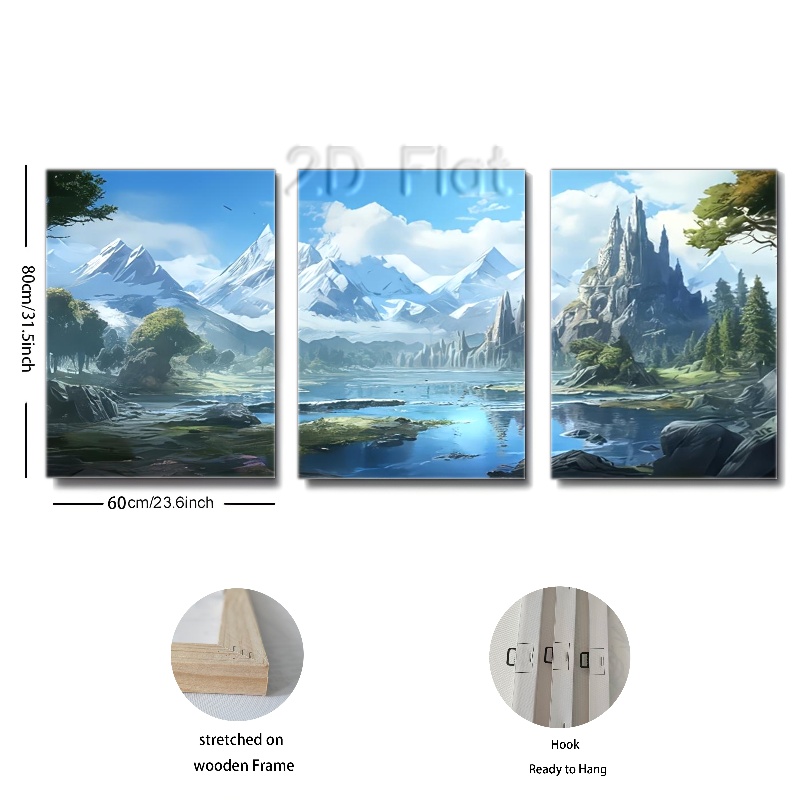 2D Flat
80cm/31.5inch
60cm/23.6inch
stretched on
wooden Frame
Hook
Ready to Hang